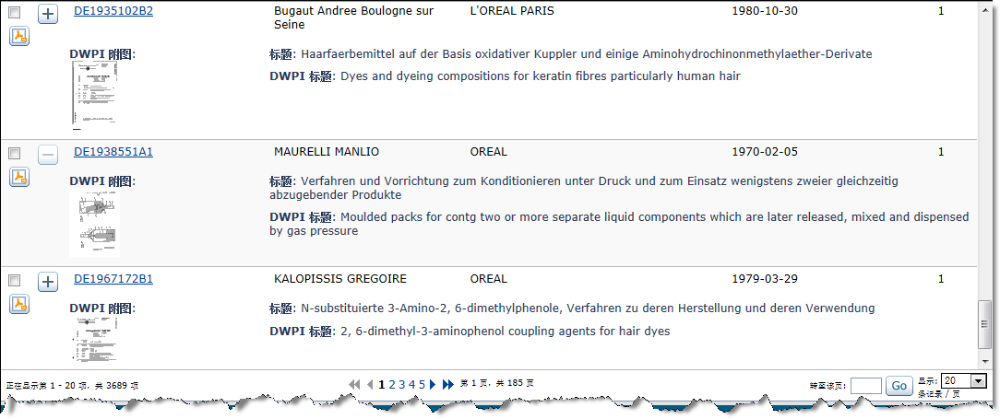 DE1935102B2 Bugaut Andree Boulogne sur L'OREAL PARIS 1980-10-30 1
Seine
DWPI 附图: 标题: Haarfaerbemittel auf der Basis oxidativer Kuppler und einige Aminohydrochinonmethylaether-Derivate
DWPI 标题: Dyes and dyeing compositions for keratin fibres particularly human hair
DE1938551A1 MAURELLI MANLIO OREAL 1970-02-05 1
DWPI 附图: 标题: Verfahren und Vorrichtung zum Konditionieren unter Druck und zum Einsatz wenigstens zweier gleichzeitig
abzugebender Produkte
DWPI 标题: Moulded packs for contg two or more separate liquid components which are later released, mixed and dispensed
by gas pressure
DE1967172B1 KALOPISSIS GREGOIRE OREAL 1979-03-29 1
DWPI 附图: 标题: N-substituierte 3-Amino-2, 6-dimethylphenole, Verfahren zu deren Herstellung und deren Verwendung
DWPI 标题: 2, 6-dimethyl-3-aminophenol coupling agents for hair dyes
正在显示第 1 - 20 项，共 3689 项 1 2 3 4 5 第 1 页，共 185 页 转至该页: Go 显示: 20
条记录 / 页